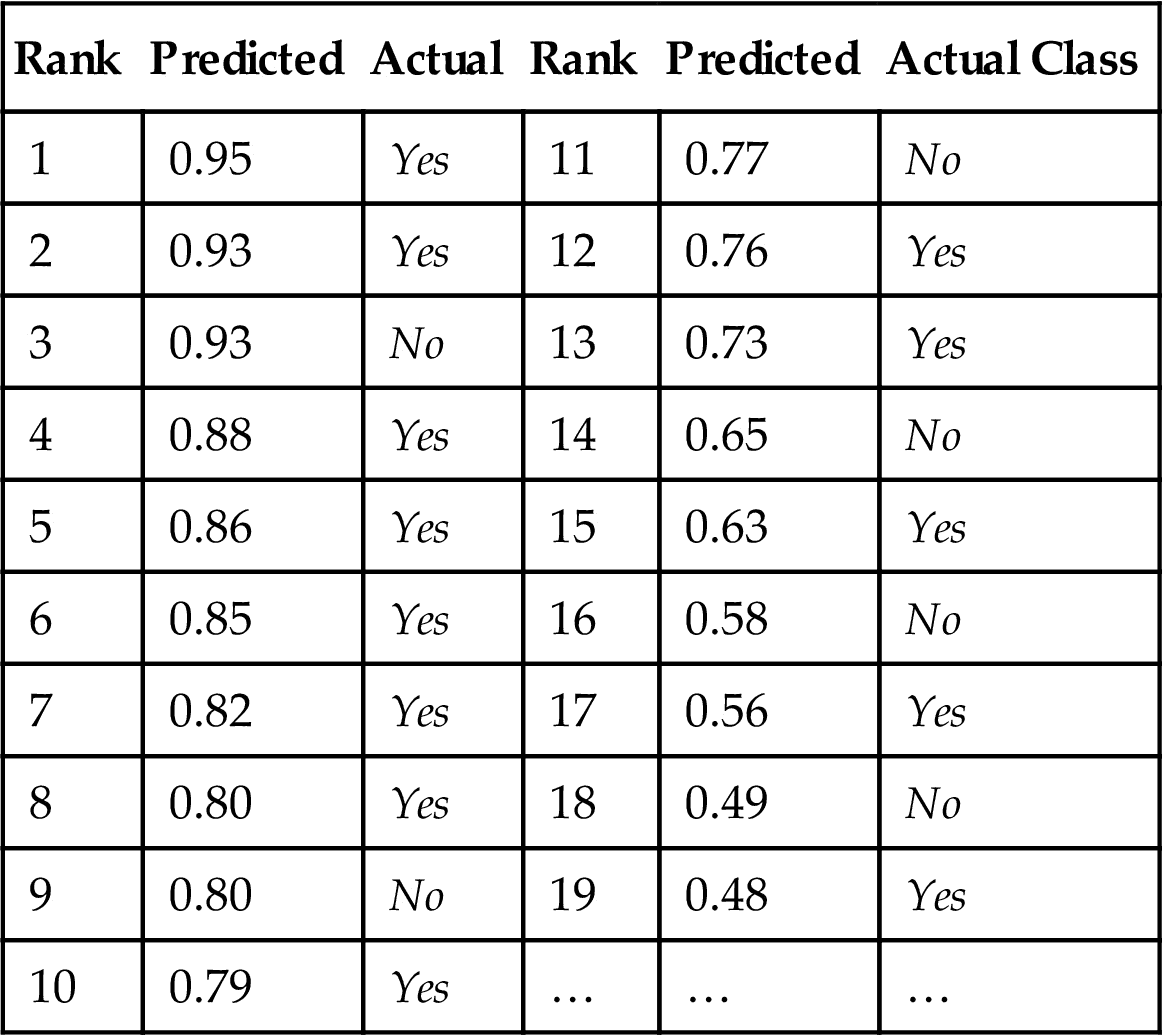 Rank Predicted Actual Rank Predicted Actual Class
1 0.95 Yes 11 0.77 No
2 0.93 Yes 12 0.76 Yes
3 0.93 No 13 0.73 Yes
4 0.88 Yes 14 0.65 No
5 0.86 Yes 15 0.63 Yes
6 0.85 Yes 16 0.58 No
7 0.82 Yes 17 0.56 Yes
8 0.80 Yes 18 0.49 No
9 0.80 No 19 0.48 Yes
10 0.79 Yes … … …